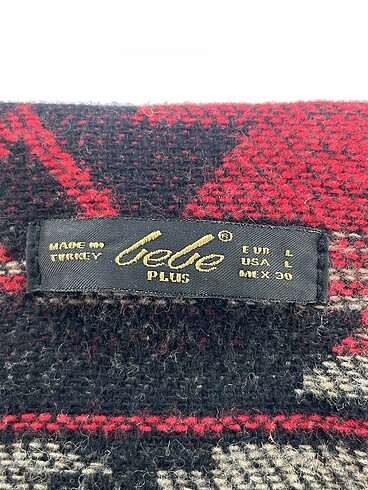 MADE IN
TURKEY
bebe®
PLUS
EUR L
USA L
MEX 30